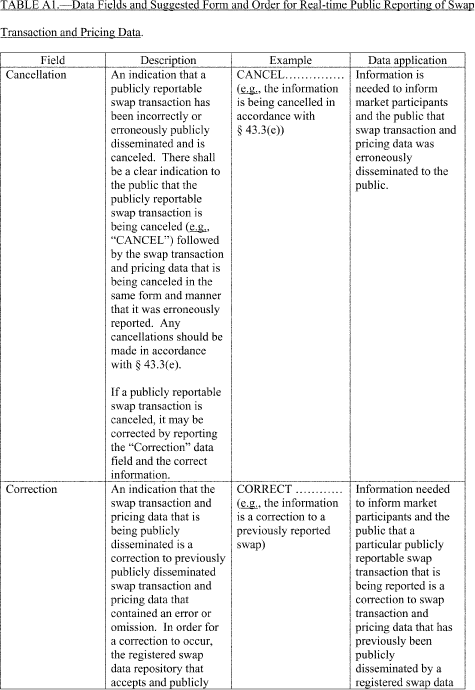 TABLE A1.—Data Fields and Suggested Form and Order for Real-time Public Reporting of Swap
Transaction and Pricing Data.
Field
Description
Example
Data application
Cancellation
An indication that a
publicly reportable
swap transaction has
been incorrectly or
erroneously publicly
disseminated and is
canceled. There shall
be a clear indication to
the public that the
publicly reportable
swap transaction is
being canceled (e.g.,
“CANCEL”) followed
by the swap transaction
and pricing data that is
being canceled in the
same form and manner
that it was erroneously
reported. Any
cancellations should be
made in accordance
with § 43.3(e).
If a publicly reportable
swap transaction is
canceled, it may be
corrected by reporting
the “Correction” data
field and the correct
information.
CANCEL……………
(e.g., the information
is being cancelled in
accordance with
§ 43.3(e))
Information is
needed to inform
market participants
and the public that
swap transaction and
pricing data was
erroneously
disseminated to the
public.
Correction
An indication that the
swap transaction and
pricing data that is
being publicly
disseminated is a
correction to previously
publicly disseminated
swap transaction and
pricing data that
contained an error or
omission. In order for
a correction to occur,
the registered swap
data repository that
accepts and publicly
CORRECT …………
(e.g., the information
is a correction to a
previously reported
swap)
Information needed
to inform market
participants and the
public that a
particular publicly
reportable swap
transaction that is
being reported is a
correction to swap
transaction and
pricing data that has
previously been
publicly
disseminated by a
registered swap data